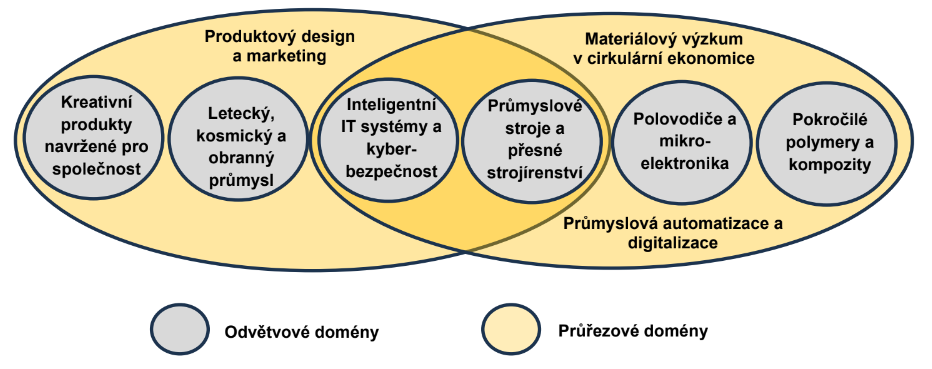 Produktový design
a marketing
Materiálový výzkum
v cirkulární ekonomice
Kreativní
produkty
navržené pro
společnost
Letecký,
kosmický a
obranný
průmysl
Inteligentní
IT systémy a
kyber-
bezpečnost
Průmyslové
stroje a
přesné
strojírenství
Polovodiče a
mikro-
elektronika
Pokročilé
polymery a
kompozity
Průmyslová automatizace a
digitalizace
Odvětvové domény
Průřezové domény